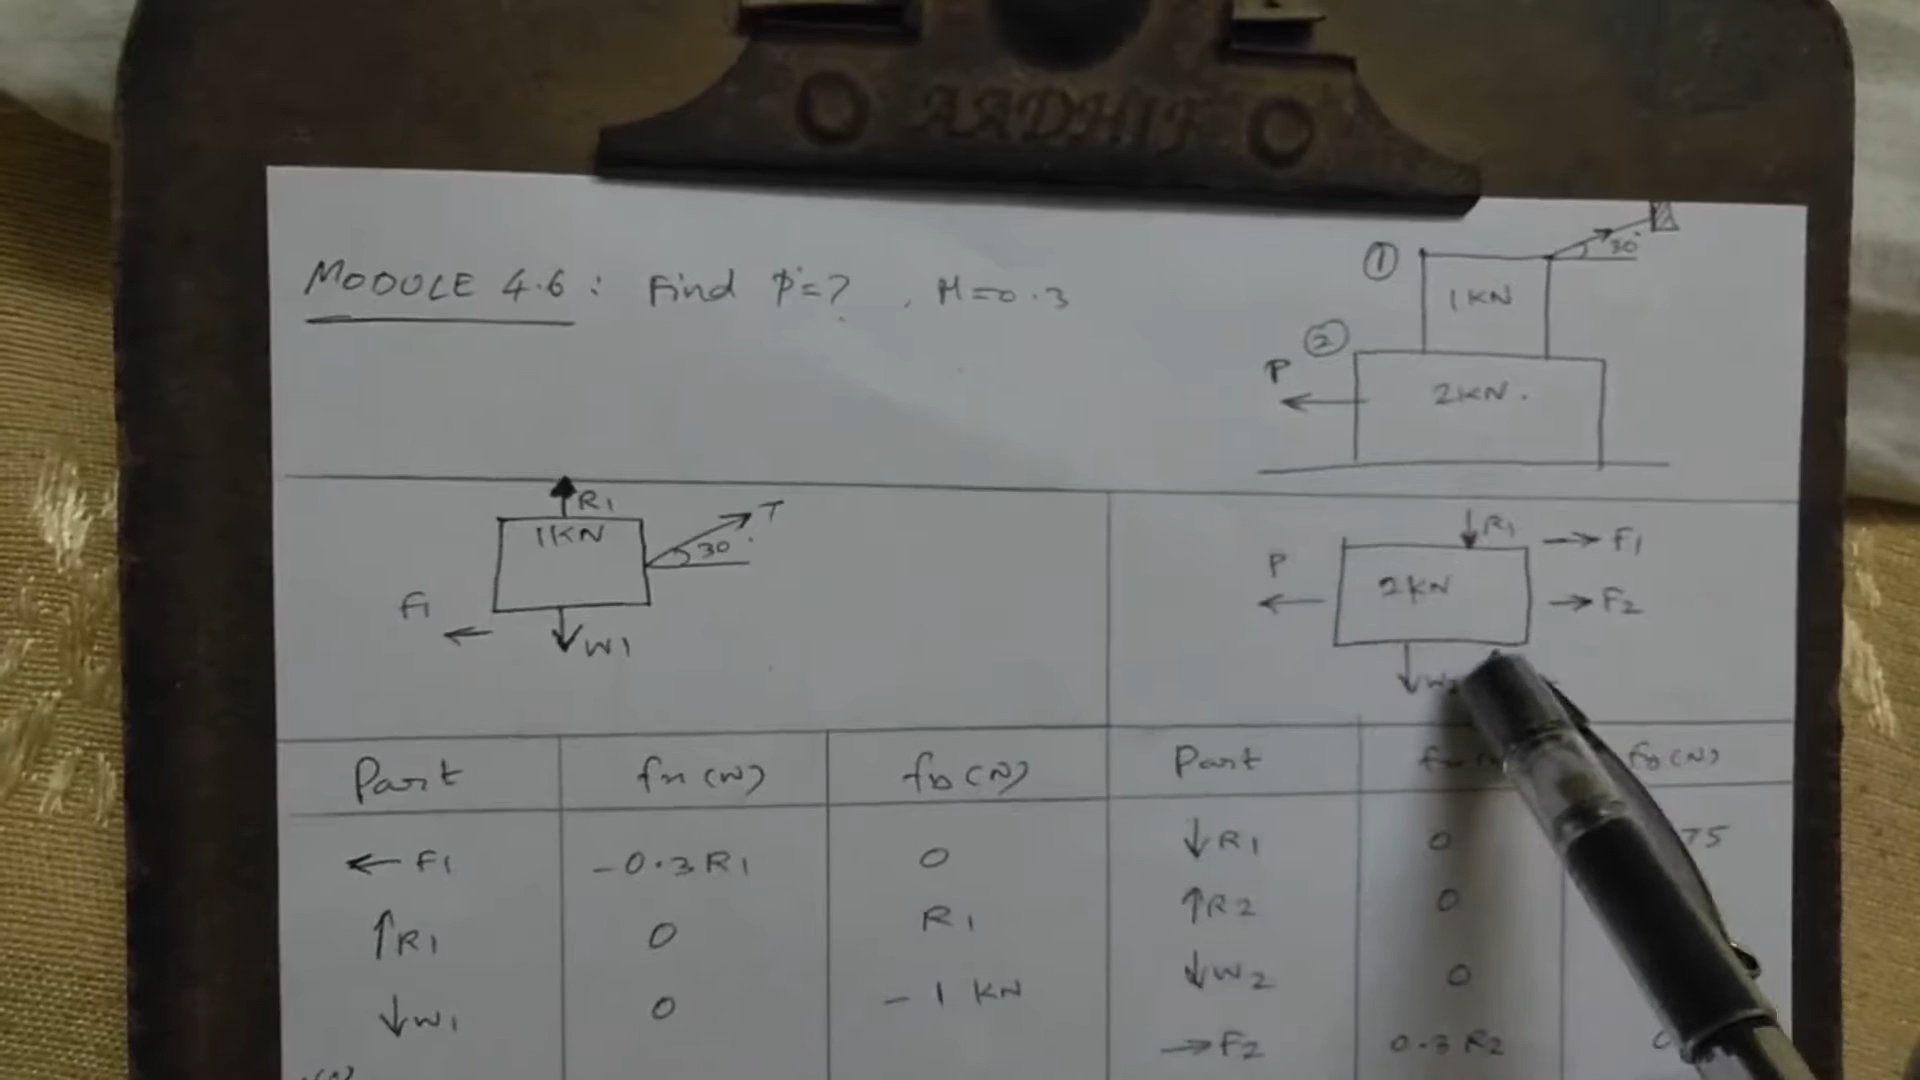 AADHIF
MODULE 4.6 : Find P=? , M=0.3
①
30°
1KN
②
P
2KN.
R1
1KN
T
30°
F1
W1
R1
F1
P
2KN
F2
Part
fx (N)
fy (N)
Part
fy (N)
← F1
-0.3 R1
0
↓ R1
0
75
↑ R1
0
R1
↑ R2
0
↓ W1
0
- 1 KN
↓ W2
0
→ F2
0.3 R2